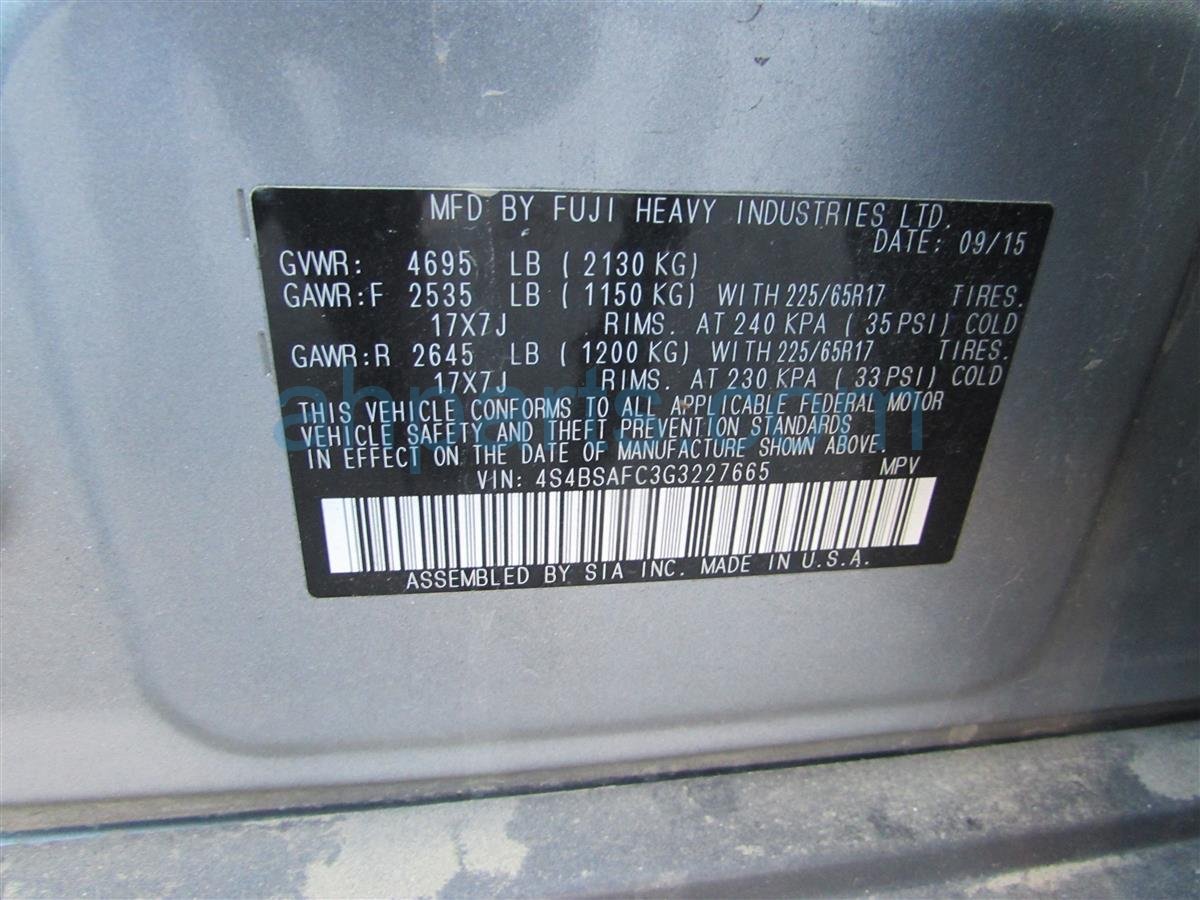 MFD BY FUJI HEAVY INDUSTRIES LTD.
DATE: 09/15
GVWR: 4695 LB ( 2130 KG)
GAWR:F 2535 LB ( 1150 KG) WITH 225/65R17 TIRES.
17X7J RIMS. AT 240 KPA ( 35 PSI) COLD
GAWR:R 2645 LB ( 1200 KG) WITH 225/65R17 TIRES.
17X7J RIMS. AT 230 KPA ( 33 PSI) COLD
THIS VEHICLE CONFORMS TO ALL APPLICABLE FEDERAL MOTOR
VEHICLE SAFETY AND THEFT PREVENTION STANDARDS
IN EFFECT ON THE DATE OF MANUFACTURE SHOWN ABOVE.
VIN: 4S4BSAFC3G3227665 MPV
ASSEMBLED BY SIA INC. MADE IN U.S.A.
ahparts.com